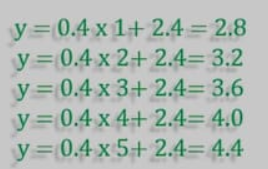 y = 0.4 x 1+ 2.4 = 2.8
y = 0.4 x 2+ 2.4= 3.2
y = 0.4 x 3+ 2.4= 3.6
y = 0.4 x 4+ 2.4= 4.0
y = 0.4 x 5+ 2.4= 4.4